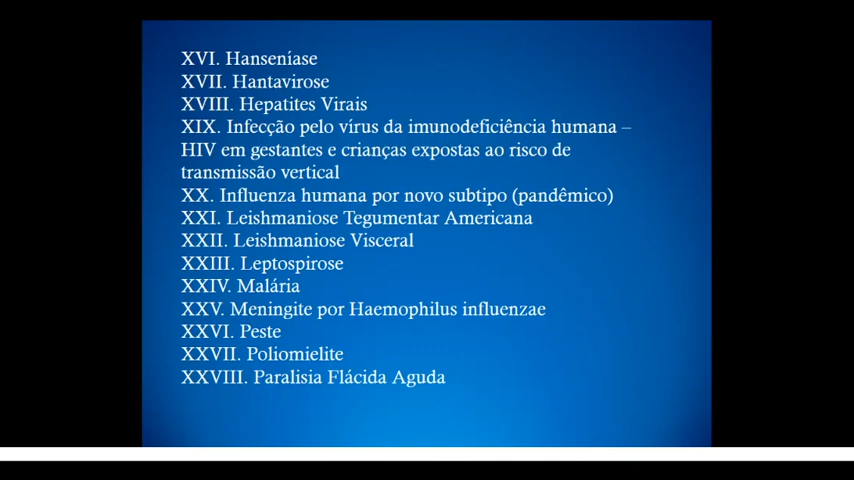 XVI. Hanseníase
XVII. Hantavirose
XVIII. Hepatites Virais
XIX. Infecção pelo vírus da imunodeficiência humana –
HIV em gestantes e crianças expostas ao risco de
transmissão vertical
XX. Influenza humana por novo subtipo (pandêmico)
XXI. Leishmaniose Tegumentar Americana
XXII. Leishmaniose Visceral
XXIII. Leptospirose
XXIV. Malária
XXV. Meningite por Haemophilus influenzae
XXVI. Peste
XXVII. Poliomielite
XXVIII. Paralisia Flácida Aguda